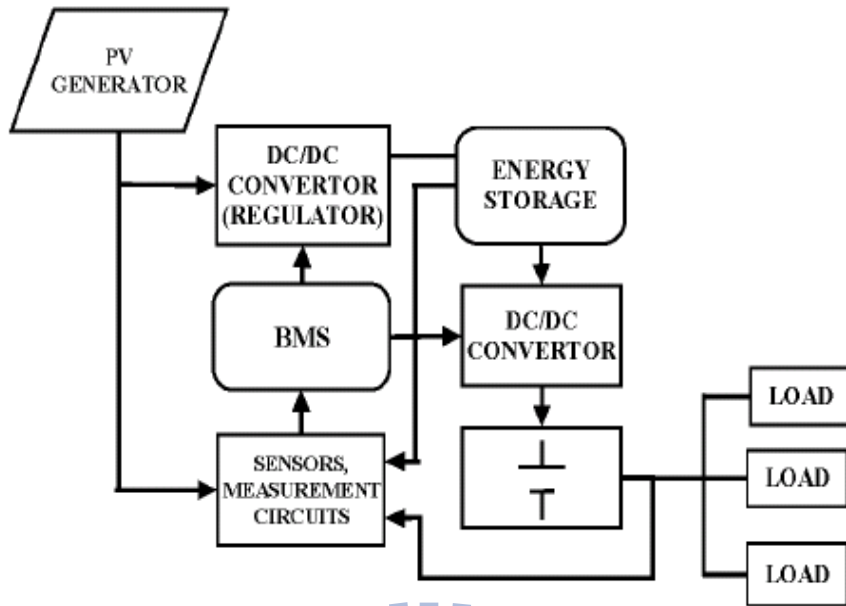 PV
GENERATOR
DC/DC
CONVERTOR
(REGULATOR)
ENERGY
STORAGE
BMS
DC/DC
CONVERTOR
SENSORS,
MEASUREMENT
CIRCUITS
LOAD
LOAD
LOAD